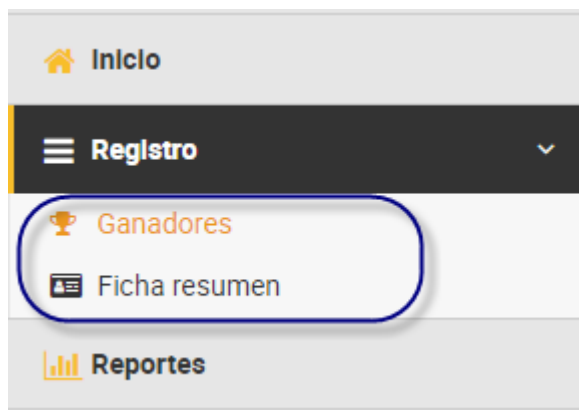 Inicio
Registro
Ganadores
Ficha resumen
Reportes